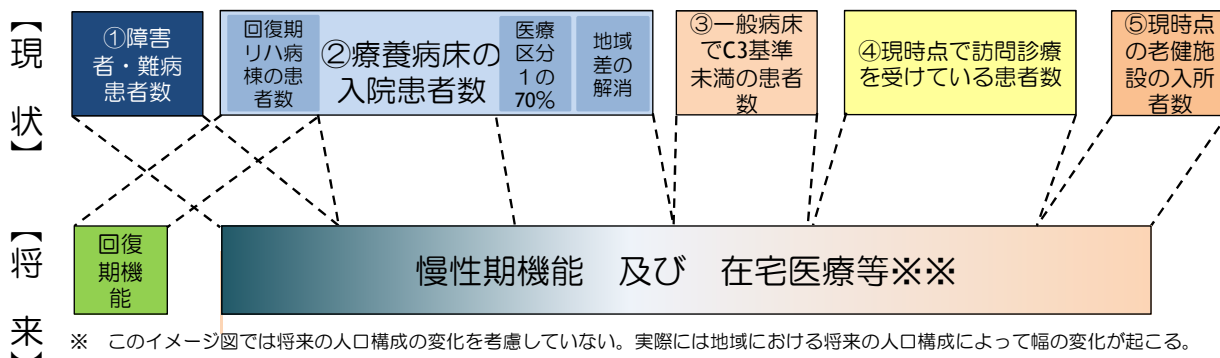 【現状】
①障害
者・難病
患者数
回復期
リハ病
棟の患
者数
②療養病床の
入院患者数
医療
区分
1の
70%
地域
差の
解消
③一般病床
でC3基準
未満の患者
数
④現時点で訪問診療
を受けている患者数
⑤現時点
の老健施
設の入所
者数
【将来】
回復
期機
能
慢性期機能 及び 在宅医療等※※
※ このイメージ図では将来の人口構成の変化を考慮していない。実際には地域における将来の人口構成によって幅の変化が起こる。